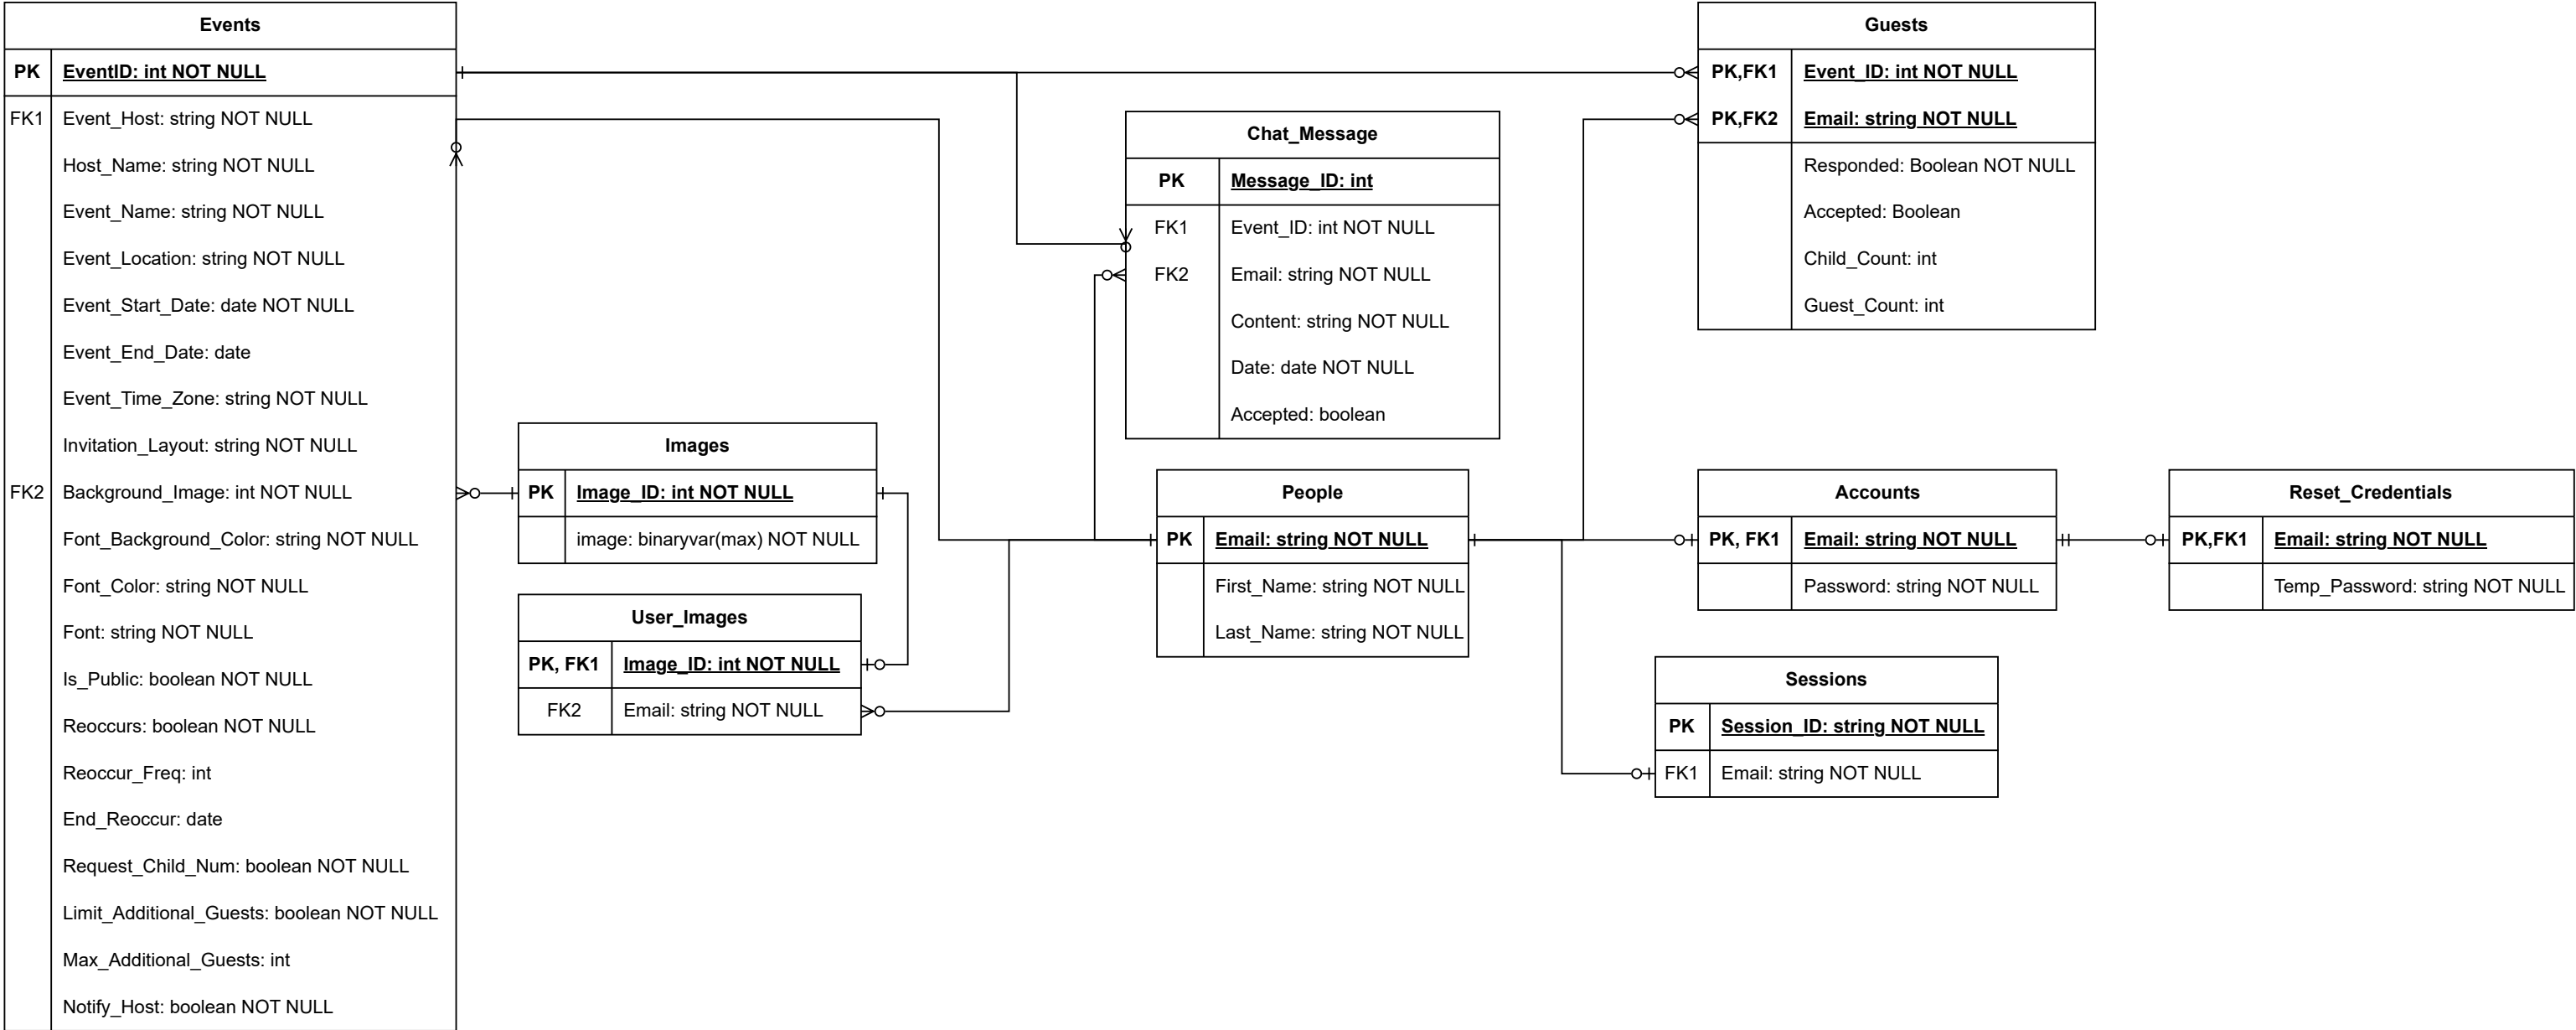 Events
PK EventID: int NOT NULL
FK1 Event_Host: string NOT NULL
Host_Name: string NOT NULL
Event_Name: string NOT NULL
Event_Location: string NOT NULL
Event_Start_Date: date NOT NULL
Event_End_Date: date
Event_Time_Zone: string NOT NULL
Invitation_Layout: string NOT NULL
FK2 Background_Image: int NOT NULL
Font_Background_Color: string NOT NULL
Font_Color: string NOT NULL
Font: string NOT NULL
Is_Public: boolean NOT NULL
Reoccurs: boolean NOT NULL
Reoccur_Freq: int
End_Reoccur: date
Request_Child_Num: boolean NOT NULL
Limit_Additional_Guests: boolean NOT NULL
Max_Additional_Guests: int
Notify_Host: boolean NOT NULL
Images
PK Image_ID: int NOT NULL
image: binaryvar(max) NOT NULL
User_Images
PK, FK1 Image_ID: int NOT NULL
FK2 Email: string NOT NULL
Chat_Message
PK Message_ID: int
FK1 Event_ID: int NOT NULL
FK2 Email: string NOT NULL
Content: string NOT NULL
Date: date NOT NULL
Accepted: boolean
People
PK Email: string NOT NULL
First_Name: string NOT NULL
Last_Name: string NOT NULL
Guests
PK,FK1 Event_ID: int NOT NULL
PK,FK2 Email: string NOT NULL
Responded: Boolean NOT NULL
Accepted: Boolean
Child_Count: int
Guest_Count: int
Accounts
PK, FK1 Email: string NOT NULL
Password: string NOT NULL
Reset_Credentials
PK,FK1 Email: string NOT NULL
Temp_Password: string NOT NULL
Sessions
PK Session_ID: string NOT NULL
FK1 Email: string NOT NULL